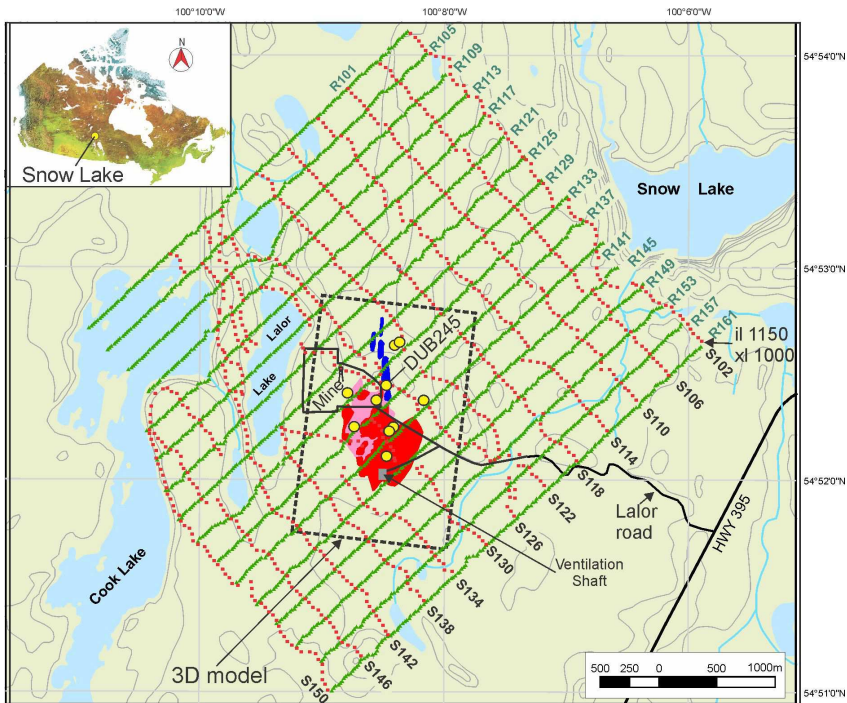 100°10'0"W
100°8'0"W
100°6'0"W
N
Snow Lake
R101
R105
R109
R113
R117
R121
R125
R129
R133
R137
R141
R145
R149
R153
R157
R161
54°54'0"N
Snow Lake
54°53'0"N
il 1150
xl 1000
S102
S106
S110
S114
S118
S122
S126
S130
S134
S138
S142
S146
S150
Lalor
Lake
DUB245
Mine
54°52'0"N
Lalor
road
HWY 395
Ventilation
Shaft
Cook Lake
3D model
500 250 0 500 1000m
54°51'0"N